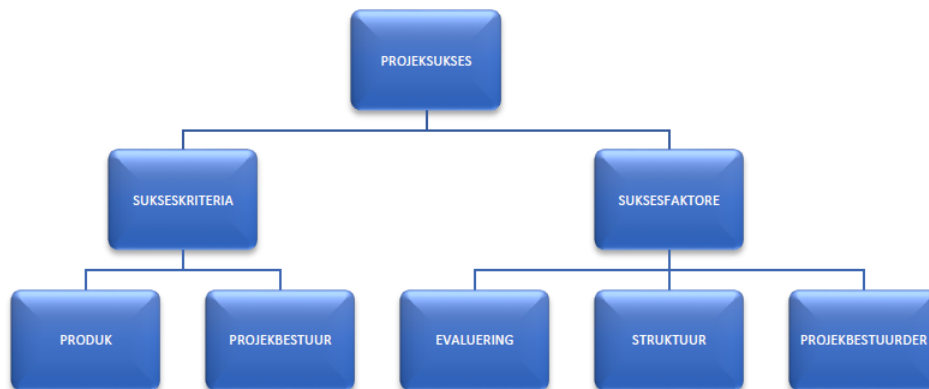 PROJEKSUKSES
SUKSESKRITERIA
SUKSESFAKTORE
PRODUK
PROJEKBESTUUR
EVALUERING
STRUKTUUR
PROJEKBESTUURDER